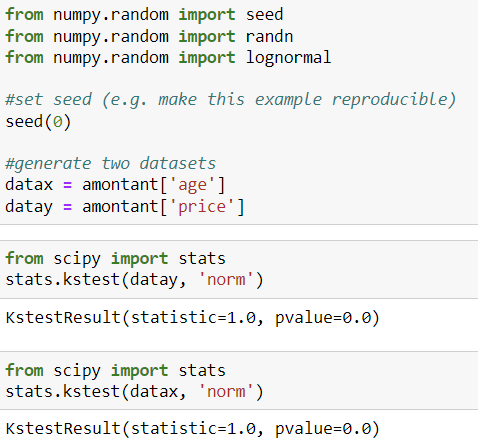 from numpy.random import seed
from numpy.random import randn
from numpy.random import lognormal
#set seed (e.g. make this example reproducible)
seed(0)
#generate two datasets
datax = amontant['age']
datay = amontant['price']
from scipy import stats
stats.kstest(datay, 'norm')
KstestResult(statistic=1.0, pvalue=0.0)
from scipy import stats
stats.kstest(datax, 'norm')
KstestResult(statistic=1.0, pvalue=0.0)